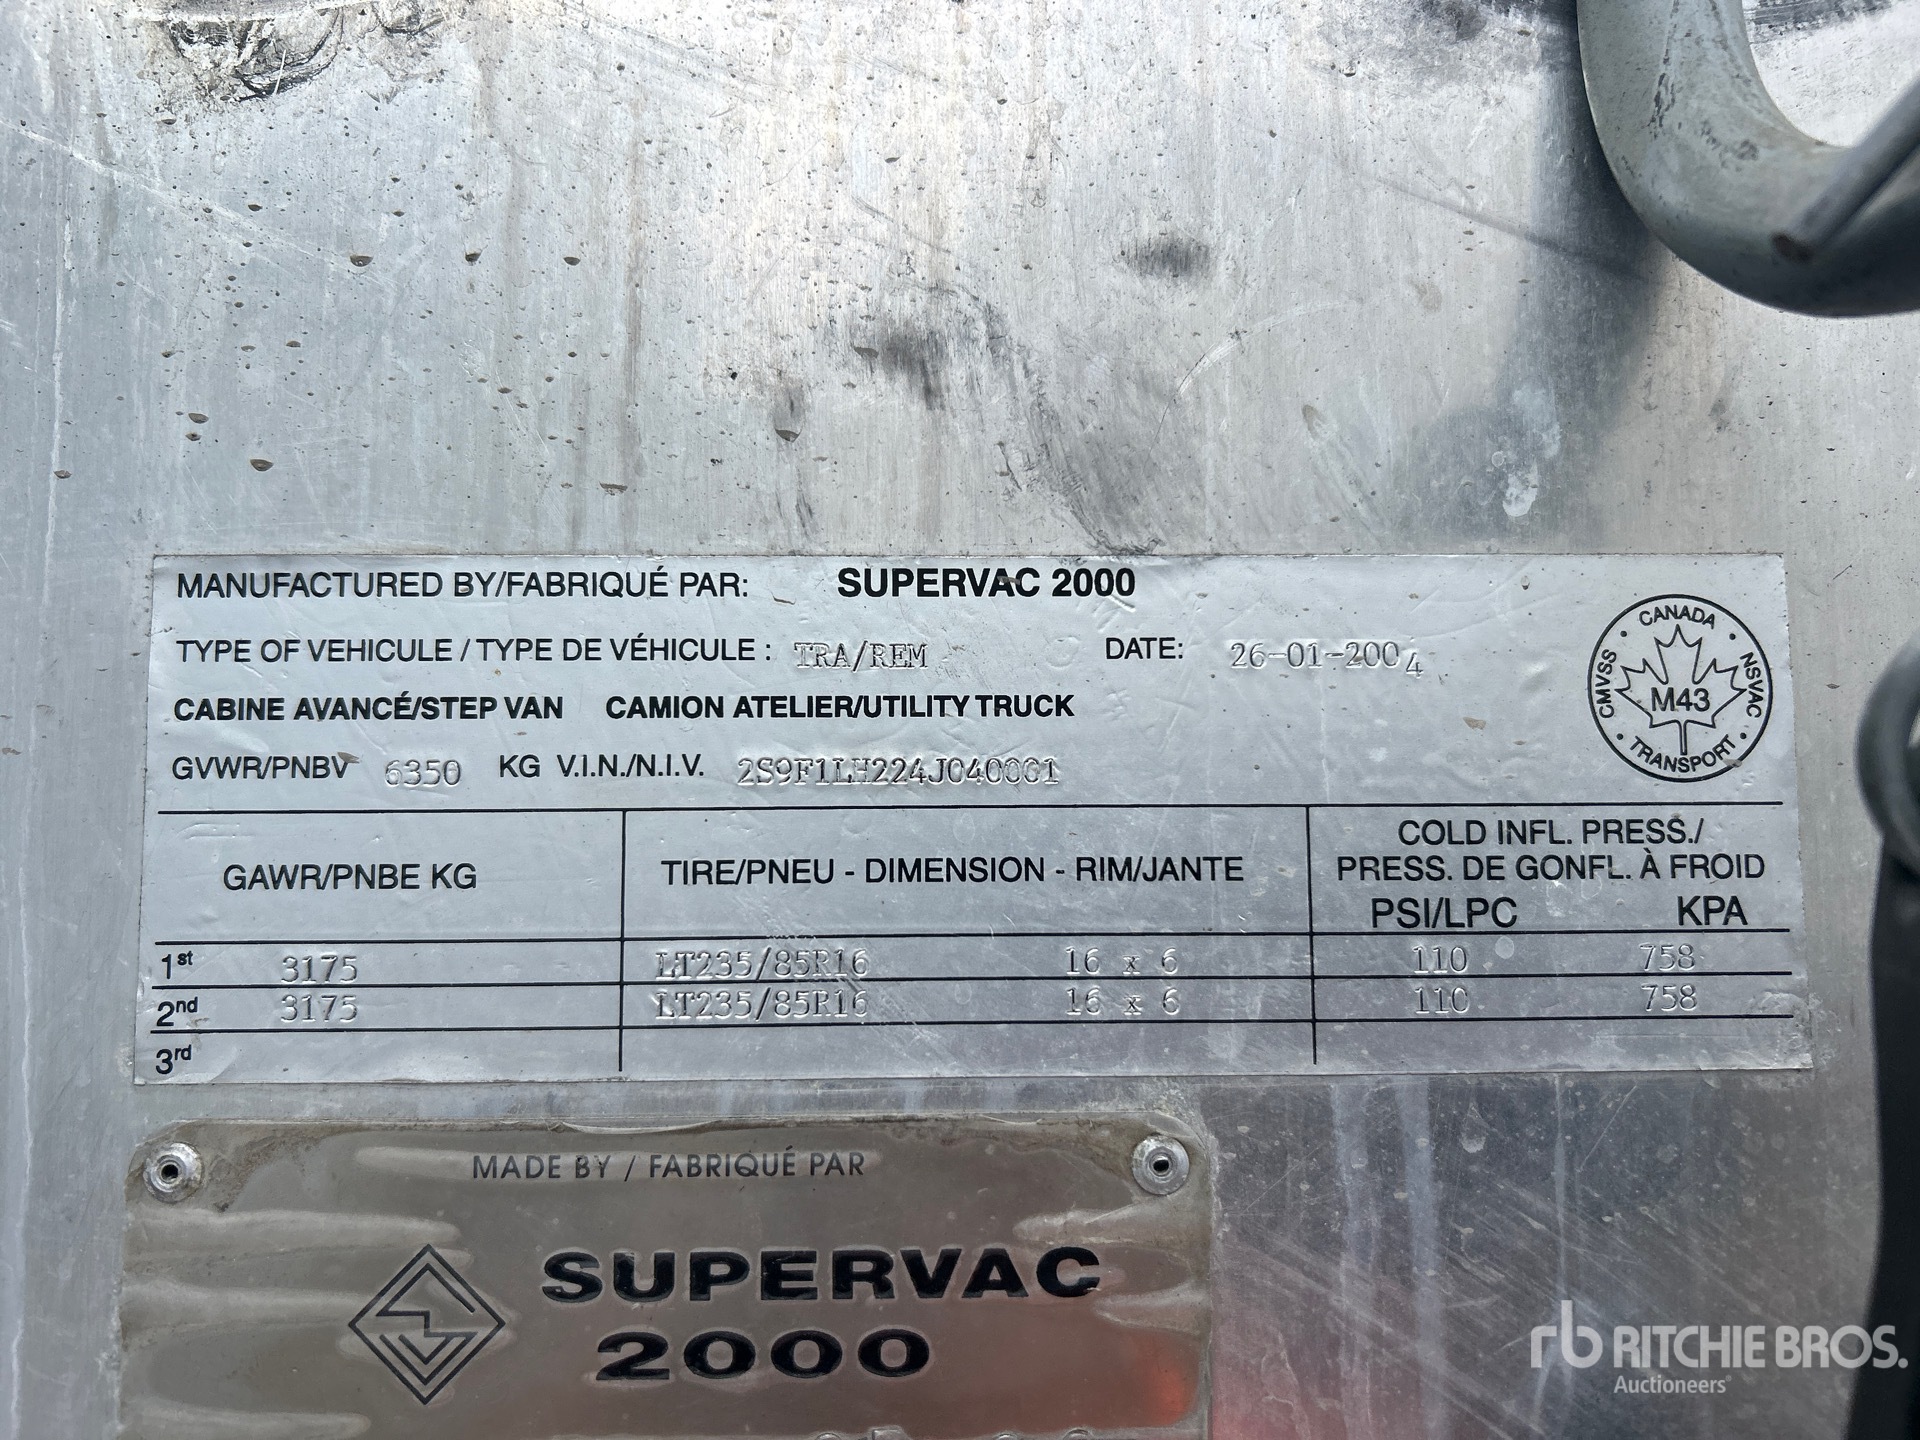 MANUFACTURED BY/FABRIQUÉ PAR: SUPERVAC 2000
TYPE OF VEHICULE / TYPE DE VÉHICULE : TRA/REM DATE: 26-01-2004
CABINE AVANCÉ/STEP VAN CAMION ATELIER/UTILITY TRUCK
GVWR/PNBV 6350 KG V.I.N./N.I.V. 2S9F1LH224J040001
CANADA
CMVSS · NSVAC
M43
TRANSPORT
GAWR/PNBE KG
TIRE/PNEU - DIMENSION - RIM/JANTE
COLD INFL. PRESS./
PRESS. DE GONFL. À FROID
PSI/LPC KPA
1st 3175 LT235/85R16 16 x 6 110 758
2nd 3175 LT235/85R16 16 x 6 110 758
3rd
MADE BY / FABRIQUÉ PAR
SUPERVAC
2000
rb RITCHIE BROS.
Auctioneers